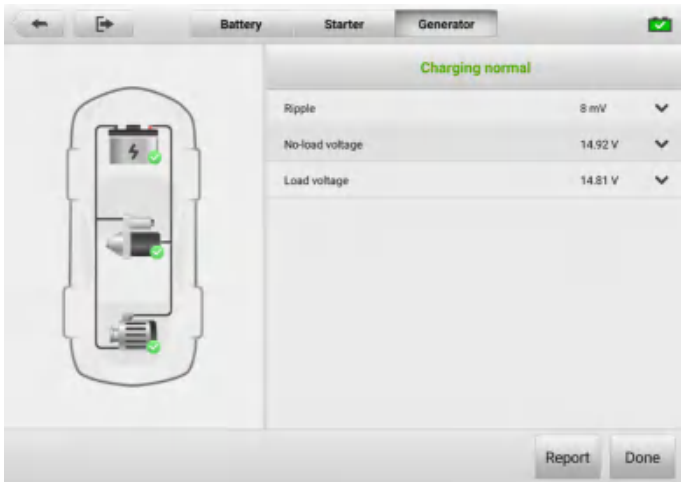 Battery Starter Generator
Charging normal
Ripple 8 mV
No-load voltage 14.92 V
Load voltage 14.81 V
Report Done